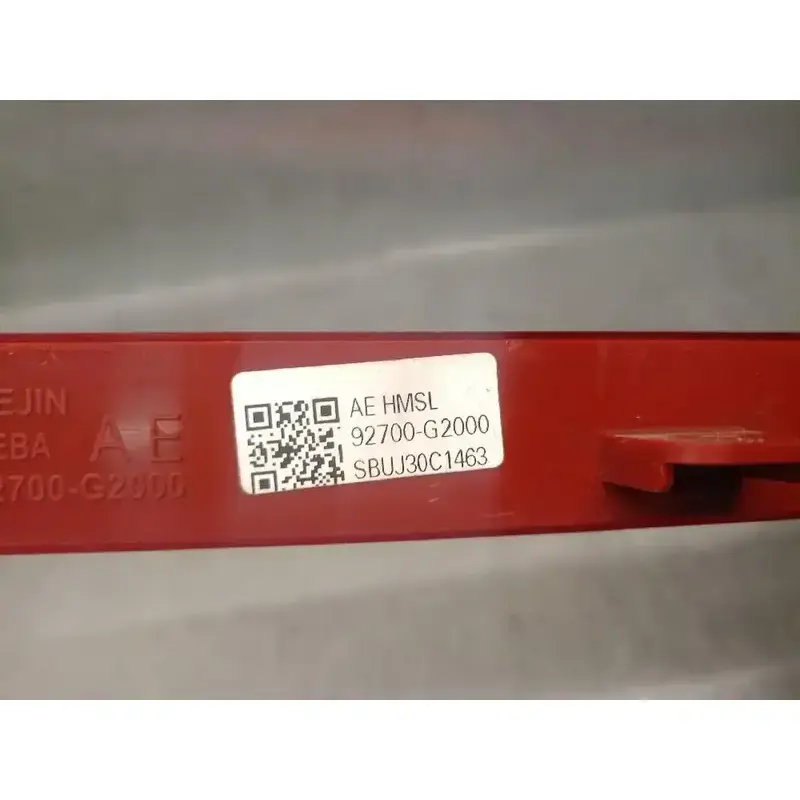 EJIN
EBA AE
2700-G2000
AE HMSL
92700-G2000
SBUJ30C1463